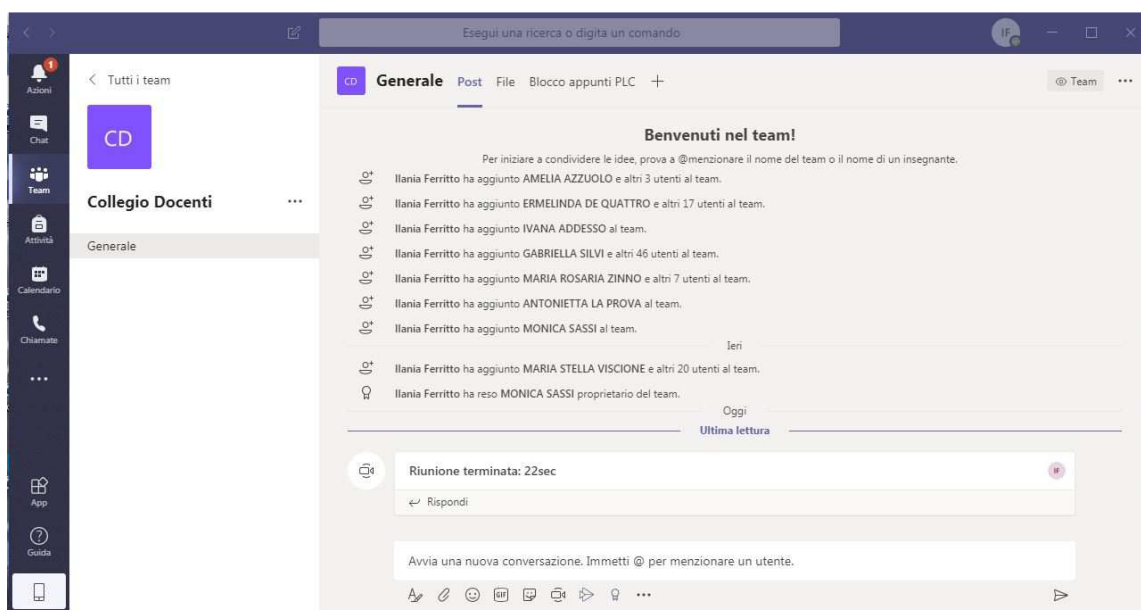 Esegui una ricerca o digita un comando
IF
1
Azioni
Chat
Team
Attività
Calendario
Chiamate
App
Guida
Tutti i team
CD
Collegio Docenti
Generale
CD Generale Post File Blocco appunti PLC
Team
Benvenuti nel team!
Per iniziare a condividere le idee, prova a @menzionare il nome del team o il nome di un insegnante.
Ilania Ferritto ha aggiunto AMELIA AZZUOLO e altri 3 utenti al team.
Ilania Ferritto ha aggiunto ERMELINDA DE QUATTRO e altri 17 utenti al team.
Ilania Ferritto ha aggiunto IVANA ADDESSO al team.
Ilania Ferritto ha aggiunto GABRIELLA SILVI e altri 46 utenti al team.
Ilania Ferritto ha aggiunto MARIA ROSARIA ZINNO e altri 7 utenti al team.
Ilania Ferritto ha aggiunto ANTONIETTA LA PROVA al team.
Ilania Ferritto ha aggiunto MONICA SASSI al team.
Ieri
Ilania Ferritto ha aggiunto MARIA STELLA VISCIONE e altri 20 utenti al team.
Ilania Ferritto ha reso MONICA SASSI proprietario del team.
Oggi
Ultima lettura
Riunione terminata: 22sec
IF
Rispondi
Avvia una nuova conversazione. Immetti @ per menzionare un utente.
GIF